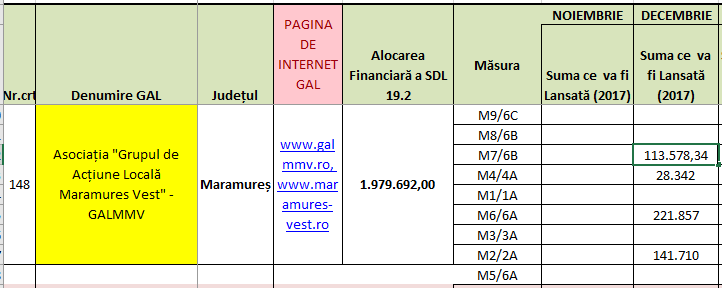 NOIEMBRIE DECEMBRIE
Nr.crt Denumire GAL Județul
PAGINA
DE
INTERNET
GAL
Alocarea
Financiară a SDL
19.2
Măsura
Suma ce va fi
Lansată (2017)
Suma ce va
fi Lansată
(2017)
148
Asociația "Grupul de
Acțiune Locală
Maramures Vest" -
GALMMV
Maramureș
www.gal
mmv.ro,
www.mar
amures-
vest.ro
1.979.692,00
M9/6C
M8/6B
M7/6B 113.578,34
M4/4A 28.342
M1/1A
M6/6A 221.857
M3/3A
M2/2A 141.710
M5/6A